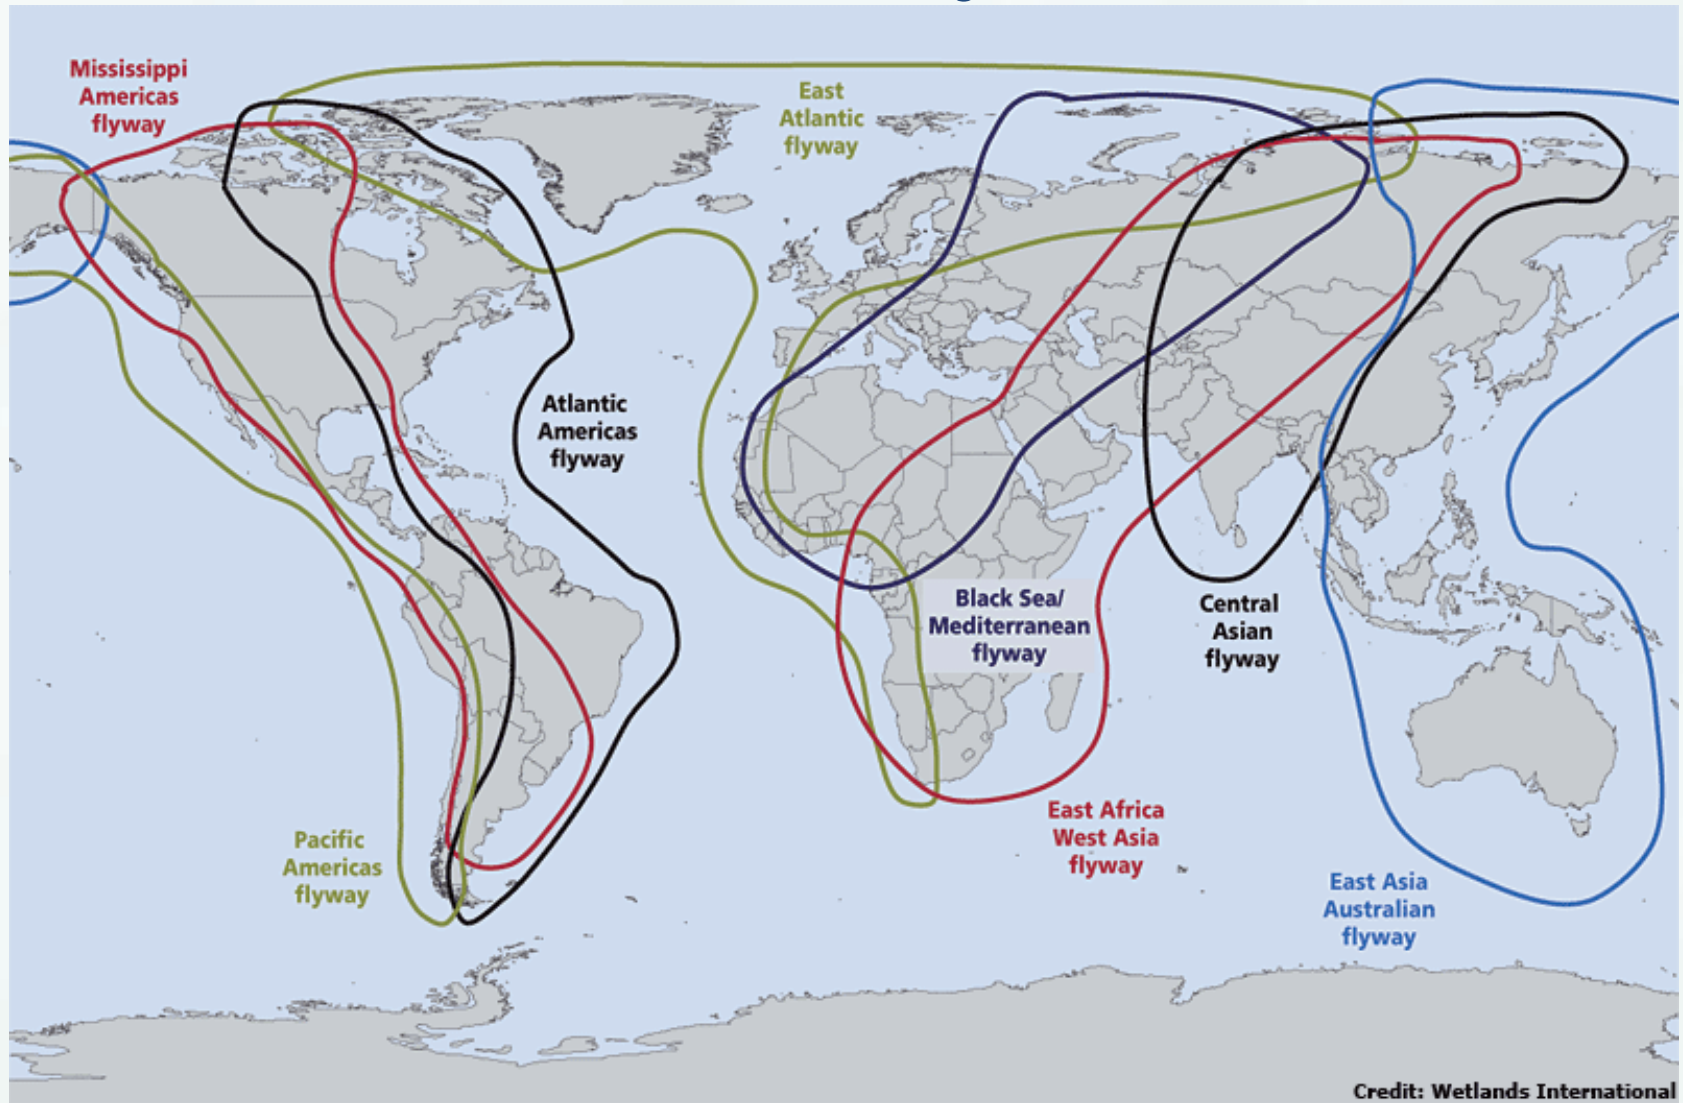 Mississippi
Americas
flyway
East
Atlantic
flyway
Atlantic
Americas
flyway
Black Sea/
Mediterranean
flyway
Central
Asian
flyway
Pacific
Americas
flyway
East Africa
West Asia
flyway
East Asia
Australian
flyway
Credit: Wetlands International